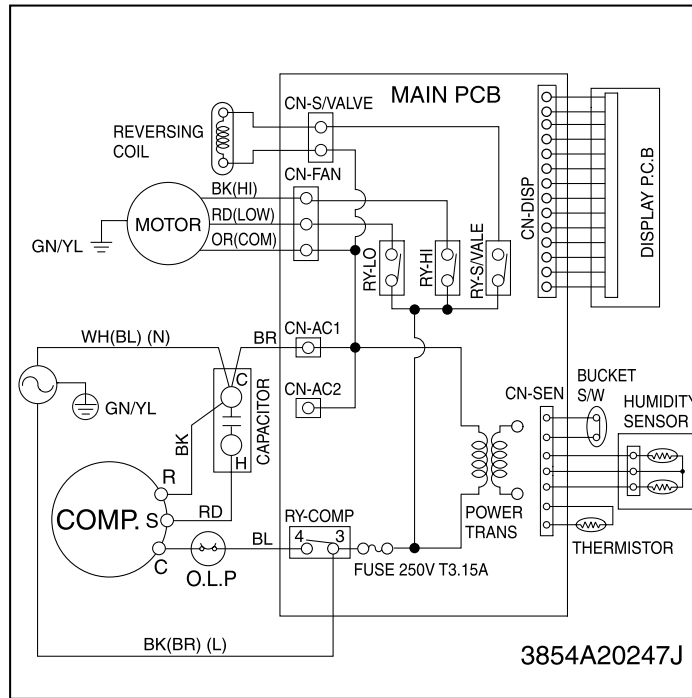 CN-S/VALVE
MAIN PCB
REVERSING
COIL
CN-FAN
BK(HI)
MOTOR
RD(LOW)
OR(COM)
GN/YL
RY-LO
RY-HI
RY-S/VALE
CN-DISP
DISPLAY P.C.B
WH(BL) (N)
BR
CN-AC1
CN-AC2
GN/YL
C
H
CAPACITOR
BK
R
COMP.
S
RD
C
O.L.P
BL
RY-COMP
4
3
FUSE 250V T3.15A
POWER
TRANS
CN-SEN
BUCKET
S/W
HUMIDITY
SENSOR
THERMISTOR
BK(BR) (L)
3854A20247J